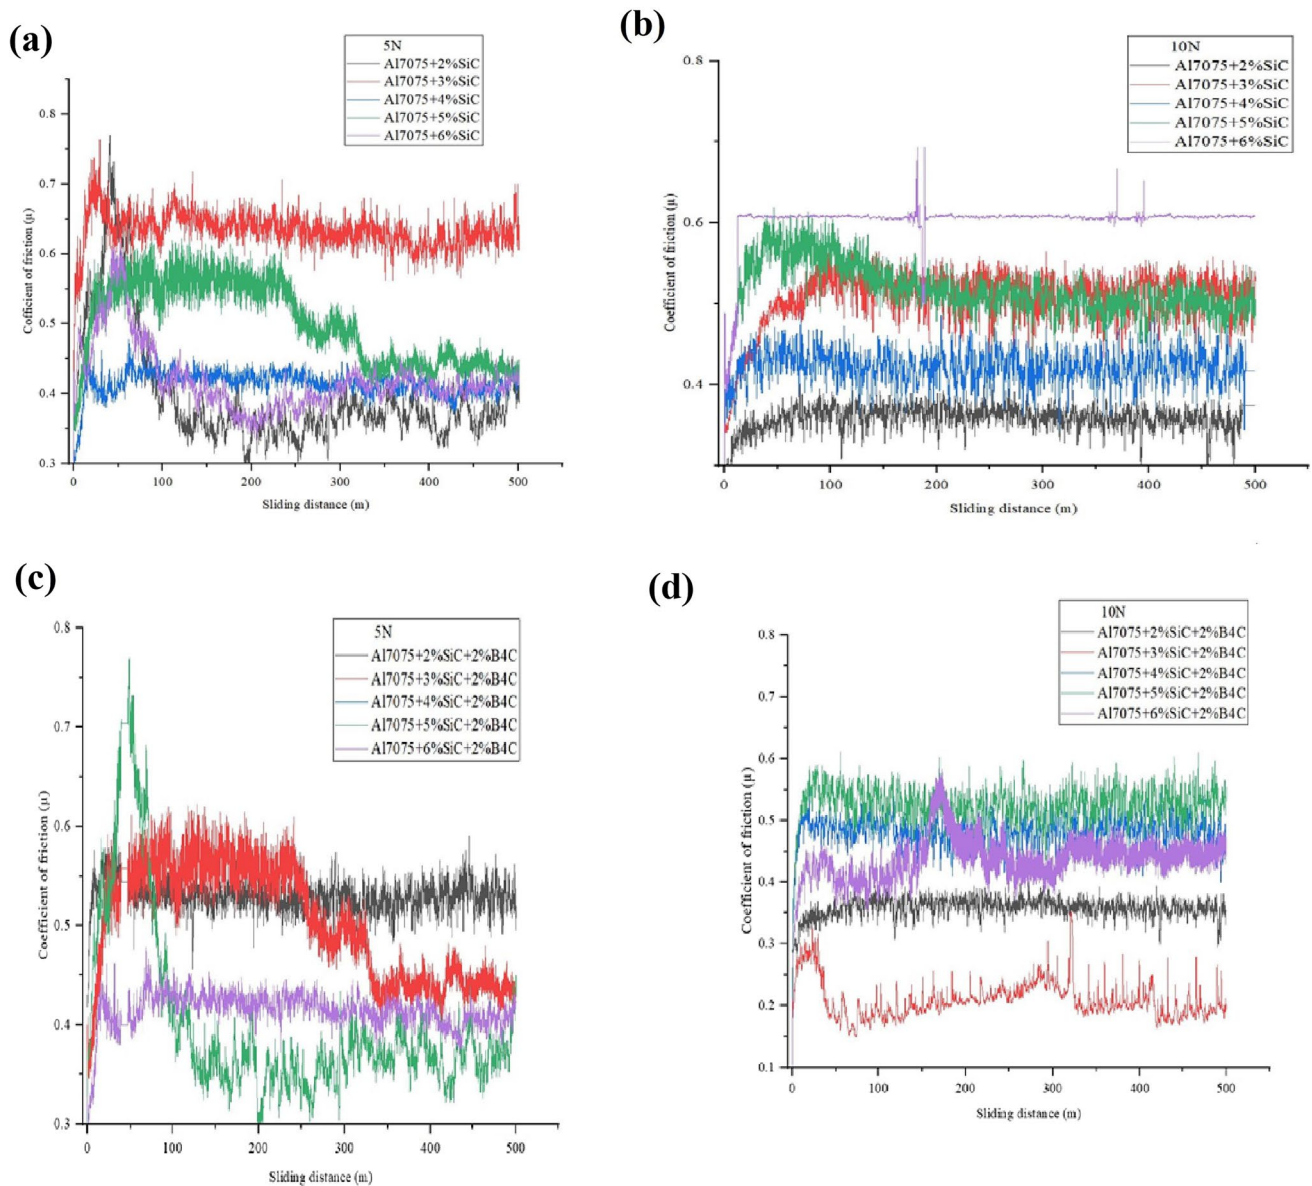 (a)
5N
Al7075+2%SiC
Al7075+3%SiC
Al7075+4%SiC
Al7075+5%SiC
Al7075+6%SiC
0.8
0.7
0.6
0.5
0.4
0.3
Cofficient of friction (μ)
0 100 200 300 400 500
Sliding distance (m)
(b)
10N
Al7075+2%SiC
Al7075+3%SiC
Al7075+4%SiC
Al7075+5%SiC
Al7075+6%SiC
0.8
0.6
0.4
Coefficient of friction (μ)
0 100 200 300 400 500
Sliding distance (m)
(c)
5N
Al7075+2%SiC+2%B4C
Al7075+3%SiC+2%B4C
Al7075+4%SiC+2%B4C
Al7075+5%SiC+2%B4C
Al7075+6%SiC+2%B4C
0.8
0.7
0.6
0.5
0.4
0.3
Coefficient of friction (μ)
0 100 200 300 400 500
Sliding distance (m)
(d)
10N
Al7075+2%SiC+2%B4C
Al7075+3%SiC+2%B4C
Al7075+4%SiC+2%B4C
Al7075+5%SiC+2%B4C
Al7075+6%SiC+2%B4C
0.8
0.7
0.6
0.5
0.4
0.3
0.2
0.1
Coefficient of friction (μ)
0 100 200 300 400 500
Sliding distance (m)